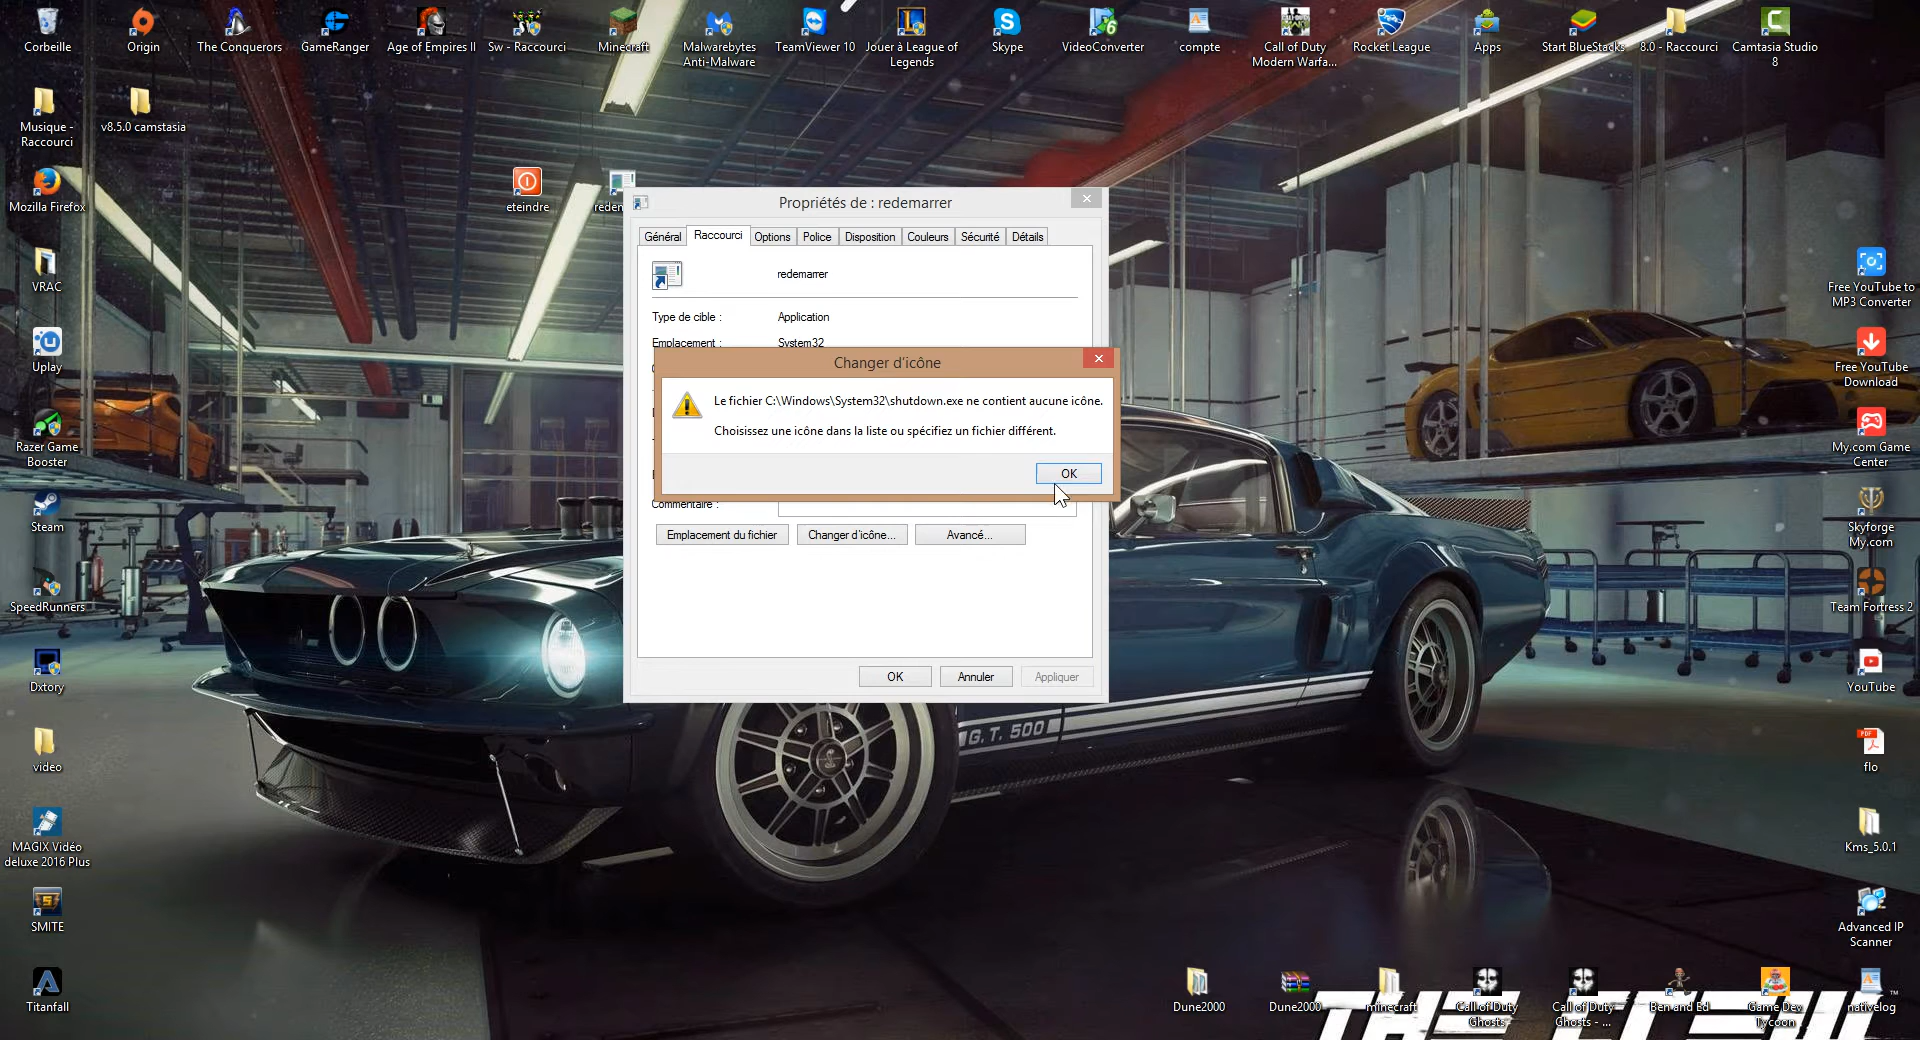 Corbeille
Origin
The Conquerors
GameRanger
Age of Empires II
Sw - Raccourci
Minecraft
Malwarebytes
Anti-Malware
TeamViewer 10
Jouer à League of
Legends
Skype
VideoConverter
compte
Call of Duty
Modern Warfa...
Rocket League
Apps
Start BlueStacks
8.0 - Raccourci
Camtasia Studio
8
Musique -
Raccourci
v8.5.0 camstasia
Mozilla Firefox
eteindre
VRAC
Uplay
Razer Game
Booster
Steam
SpeedRunners
Dxtory
video
MAGIX Vidéo
deluxe 2016 Plus
SMITE
Titanfall
Propriétés de : redemarrer
Général
Raccourci
Options
Police
Disposition
Couleurs
Sécurité
Détails
redemarrer
Type de cible :
Application
Emplacement :
System32
Changer d'icône
Le fichier C:\Windows\System32\shutdown.exe ne contient aucune icône.
Choisissez une icône dans la liste ou spécifiez un fichier différent.
OK
Commentaire :
Emplacement du fichier
Changer d'icône...
Avancé...
OK
Annuler
Appliquer
G.T. 500
Free YouTube to
MP3 Converter
Free YouTube
Download
My.com Game
Center
Skyforge
My.com
Team Fortress 2
YouTube
PDF
flo
Kms_5.0.1
Advanced IP
Scanner
Dune2000
Dune2000
minecraft
Call of Duty
Ghosts
Call of Duty
Ghosts - ...
Ben and Ed
Game Dev
Tycoon
nativelog
THE CREW